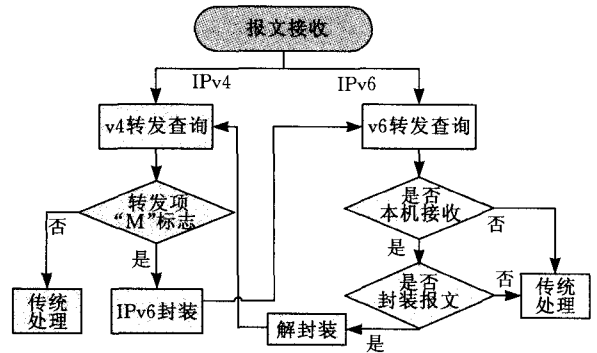 报文接收
IPv4
IPv6
v4转发查询
v6转发查询
转发项
“M”标志
是否
本机接收
否
是
是
否
是否
封装报文
否
传统
处理
IPv6封装
传统
处理
解封装
是